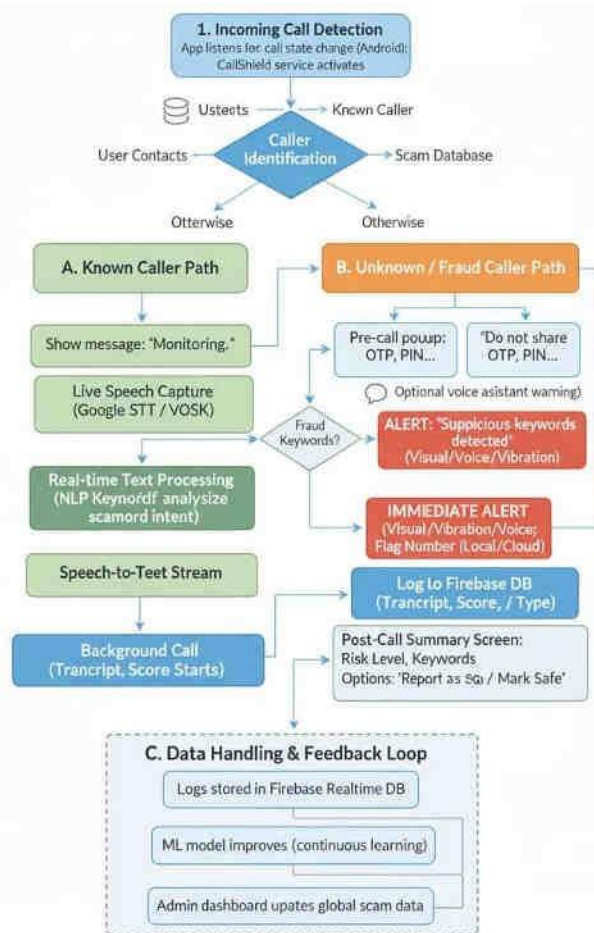 1. Incoming Call Detection
App listens for call state change (Android):
CallShield service activates
Ustects
Known Caller
User Contacts
Caller
Identification
Scam Database
Otterwise
Otherwise
A. Known Caller Path
B. Unknown / Fraud Caller Path
Show message: "Monitoring."
Pre-call pouup:
OTP, PIN...
"Do not share
OTP, PIN...
Live Speech Capture
(Google STT / VOSK)
Optional voice asistant warning)
Fraud
Keywords?
ALERT: "Suppicious keywords
detected"
(Visual/Voice/Vibration)
Real-time Text Processing
(NLP analysize
scamord intent)
IMMEDIATE ALERT
(Visual/Vibration/Voice;
Flag Number (Local/Cloud)
Speech-to-Teet Stream
Log to Firebase DB
(Trancript, Score, / Type)
Background Call
(Trancript, Score Starts)
Post-Call Summary Screen:
Risk Level, Keywords
Options: 'Report as / Mark Safe"
C. Data Handling & Feedback Loop
Logs stored in Firebase Realtime DB
ML model improves (continuous learning)
Admin dashboard upates global scam data